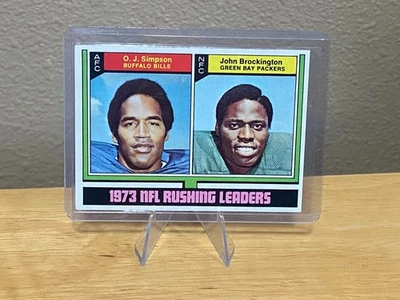 AFC
O. J. Simpson
BUFFALO BILLS
NFC
John Brockington
GREEN BAY PACKERS
1973 NFL RUSHING LEADERS